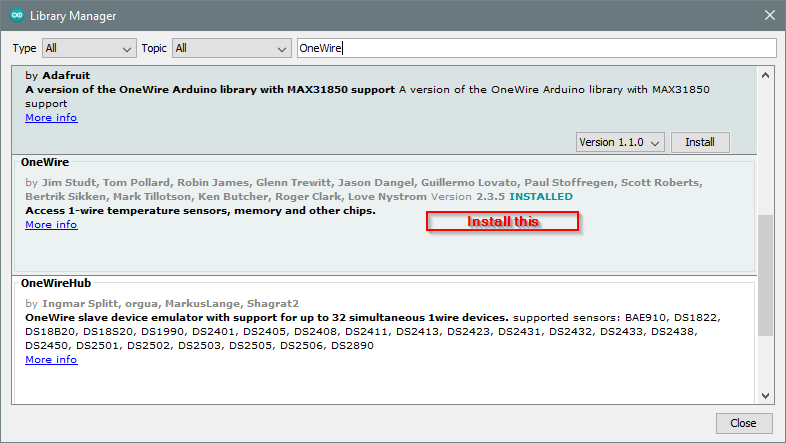 Library Manager
Type All Topic All OneWire
by Adafruit
A version of the OneWire Arduino library with MAX31850 support A version of the OneWire Arduino library with MAX31850
support
More info
Version 1.1.0 Install
OneWire
by Jim Studt, Tom Pollard, Robin James, Glenn Trewitt, Jason Dangel, Guillermo Lovato, Paul Stoffregen, Scott Roberts,
Bertrik Sikken, Mark Tillotson, Ken Butcher, Roger Clark, Love Nystrom Version 2.3.5 INSTALLED
Access 1-wire temperature sensors, memory and other chips.
More info
Install this
OneWireHub
by Ingmar Splitt, orgua, MarkusLange, Shagrat2
OneWire slave device emulator with support for up to 32 simultaneous 1wire devices. supported sensors: BAE910, DS1822,
DS18B20, DS18S20, DS1990, DS2401, DS2405, DS2408, DS2411, DS2413, DS2423, DS2431, DS2432, DS2433, DS2438,
DS2450, DS2501, DS2502, DS2503, DS2505, DS2506, DS2890
More info
Close